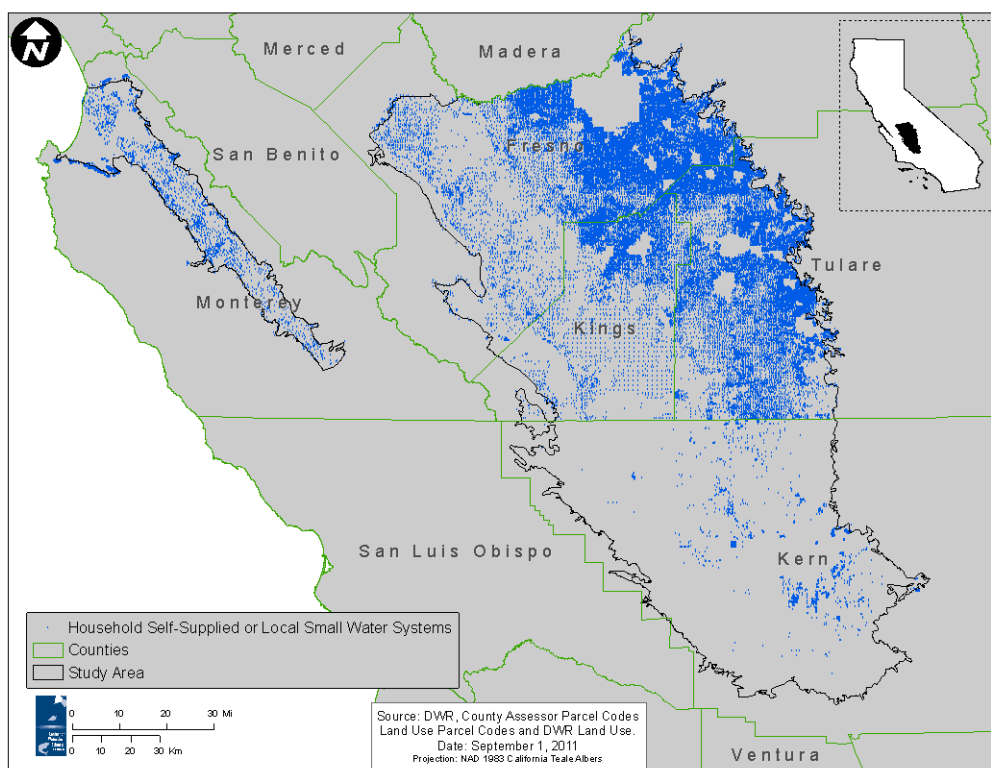 N
Merced
Madera
San Benito
Fresno
Tulare
Monterey
Kings
San Luis Obispo
Kern
Household Self-Supplied or Local Small Water Systems
Counties
Study Area
0 10 20 30 Mi
0 10 20 30 Km
Source: DWR, County Assessor Parcel Codes
Land Use Parcel Codes and DWR Land Use.
Date: September 1, 2011
Projection: NAD 1983 California Teale Albers
Ventura